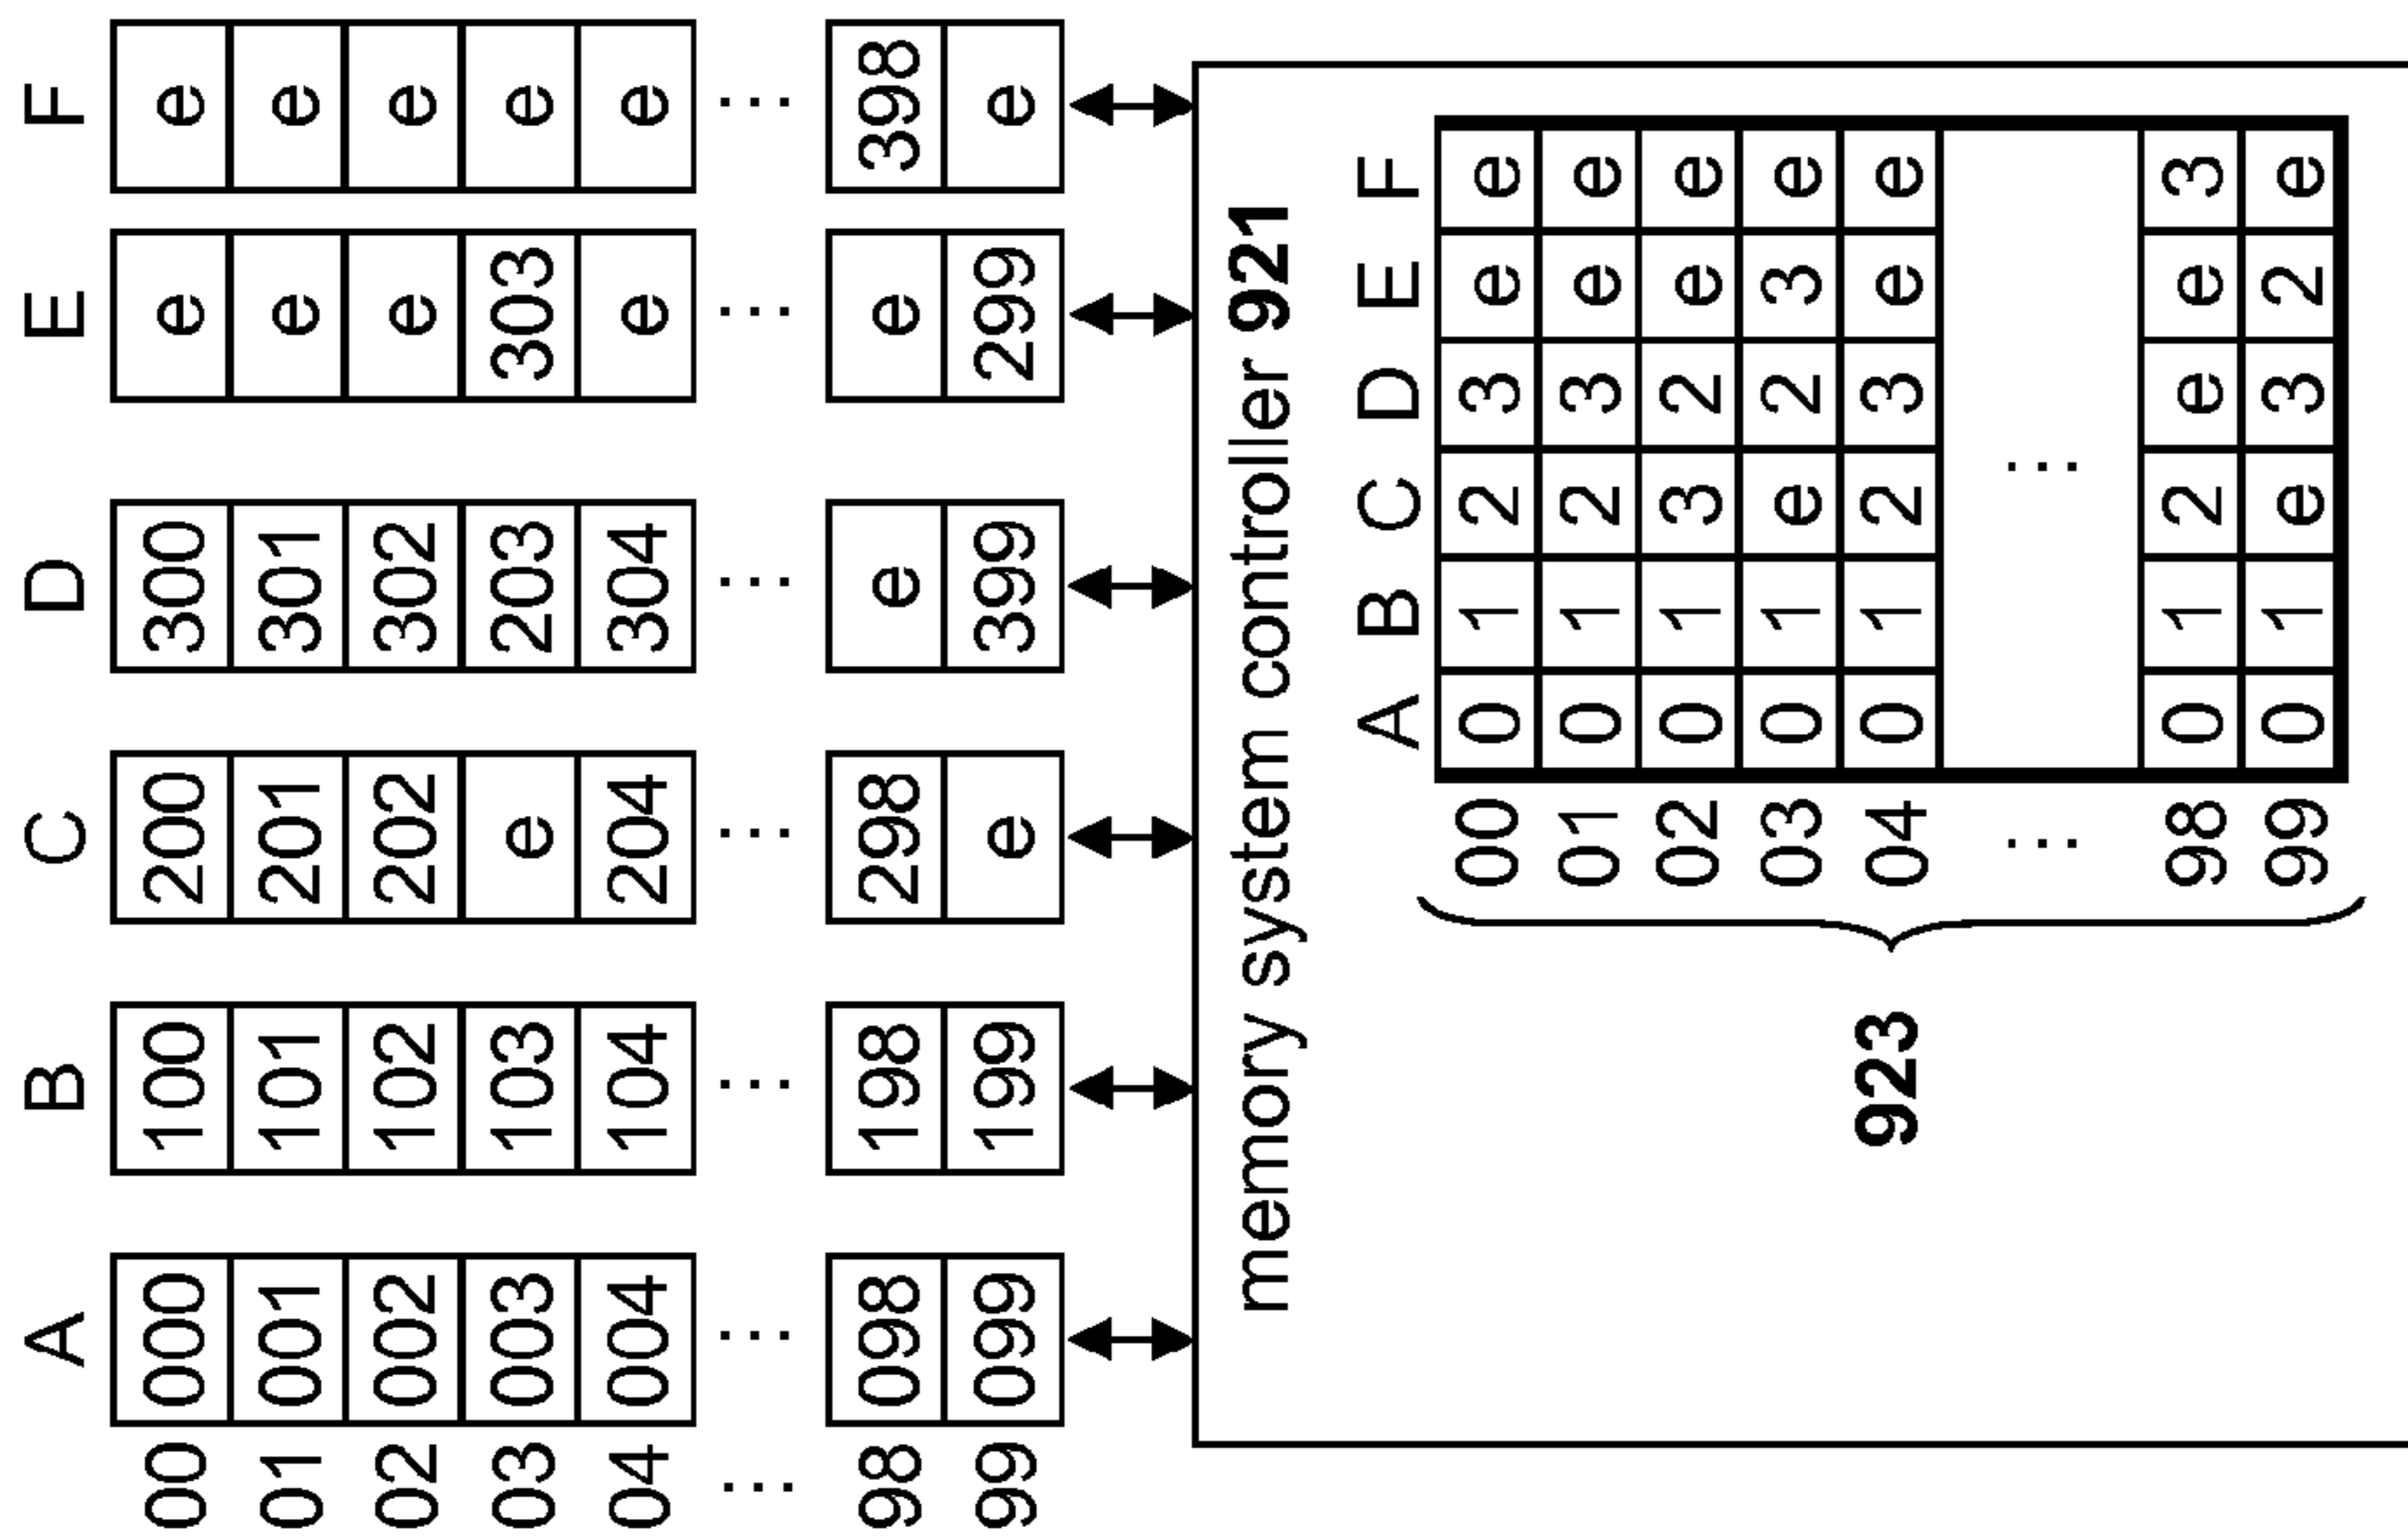 A B C D E F
00 000 100 200 300 e e
01 001 101 201 301 e e
02 002 102 202 302 e e
03 003 103 e 203 303 e
04 004 104 204 304 e e
... ... ... ... ... ... ...
98 098 198 298 e e 398
99 099 199 e 399 299 e
memory system controller 921
A B C D E F
00 0 1 2 3 e e
01 0 1 2 3 e e
02 0 1 3 2 e e
03 0 1 e 2 3 e
923 04 0 1 2 3 e e
... ...
98 0 1 2 e e 3
99 0 1 e 3 2 e